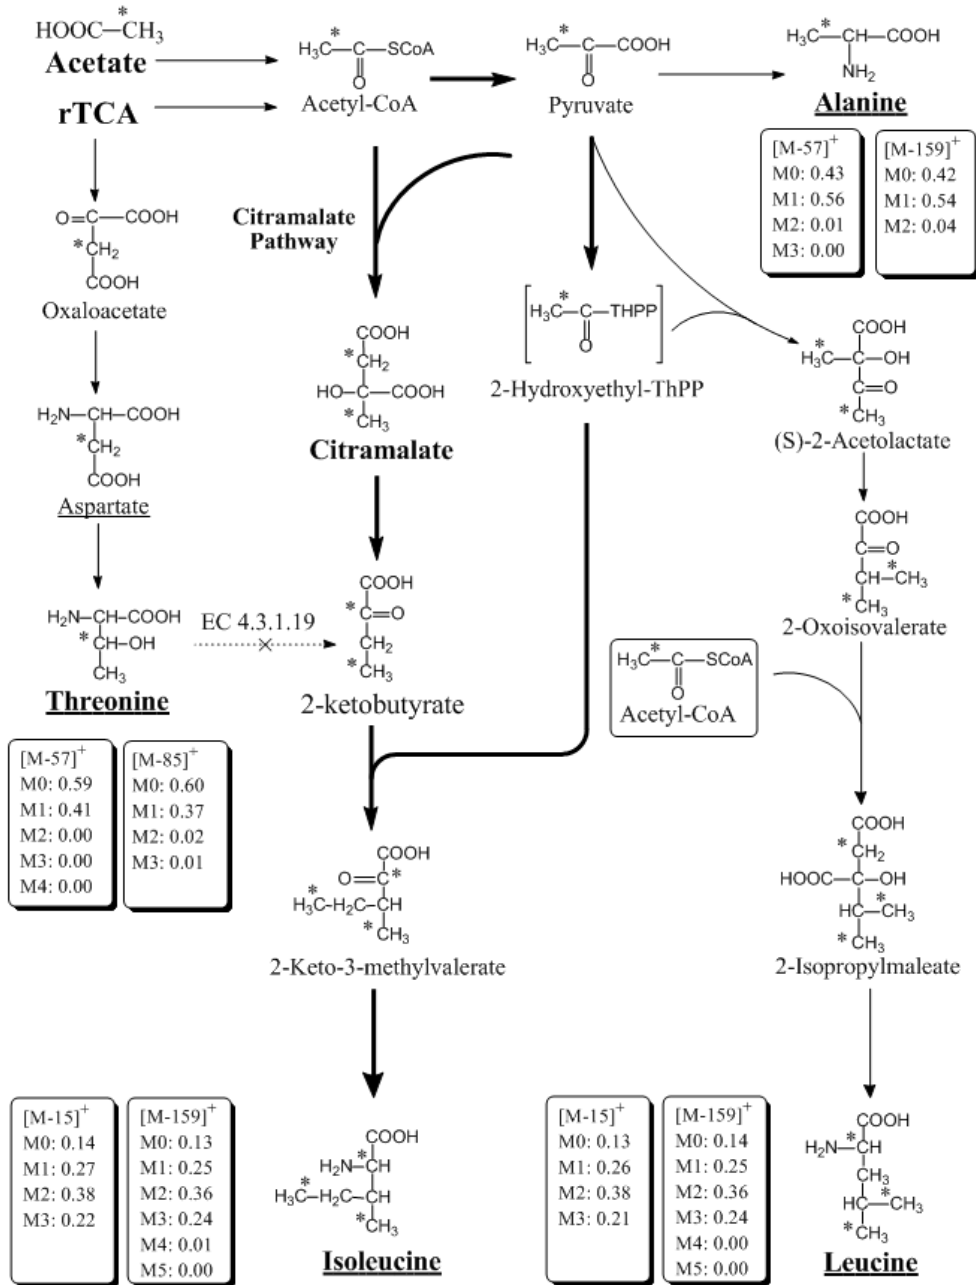 *
HOOC—CH3
Acetate
rTCA
*
H3C—C—SCoA
O
Acetyl-CoA
*
H3C—C—COOH
O
Pyruvate
*
H3C—CH—COOH
NH2
Alanine
[M-57]+
M0: 0.43
M1: 0.56
M2: 0.01
M3: 0.00
[M-159]+
M0: 0.42
M1: 0.54
M2: 0.04
Citramalate
Pathway
O=C—COOH
*CH2
COOH
Oxaloacetate
H2N—CH—COOH
*CH2
COOH
Aspartate
H2N—CH—COOH
*CH—OH
CH3
Threonine
EC 4.3.1.19
×
[M-57]+
M0: 0.59
M1: 0.41
M2: 0.00
M3: 0.00
M4: 0.00
[M-85]+
M0: 0.60
M1: 0.37
M2: 0.02
M3: 0.01
COOH
*CH2
HO—C—COOH
*CH3
Citramalate
COOH
*C=O
CH2
*CH3
2-ketobutyrate
*
H3C—C—THPP
O
2-Hydroxyethyl-ThPP
COOH
*
H3C—C—OH
C=O
*CH3
(S)-2-Acetolactate
COOH
C=O
*
CH—CH3
*CH3
2-Oxoisovalerate
*
H3C—C—SCoA
O
Acetyl-CoA
COOH
O=C*
*
H3C-H2C-CH
*CH3
2-Keto-3-methylvalerate
COOH
*CH2
HOOC—C—OH
*
HC—CH3
*CH3
2-Isopropylmaleate
[M-15]+
M0: 0.14
M1: 0.27
M2: 0.38
M3: 0.22
[M-159]+
M0: 0.13
M1: 0.25
M2: 0.36
M3: 0.24
M4: 0.01
M5: 0.00
COOH
*
H2N—CH
*
H3C—H2C—CH
*CH3
Isoleucine
[M-15]+
M0: 0.13
M1: 0.26
M2: 0.38
M3: 0.21
[M-159]+
M0: 0.14
M1: 0.25
M2: 0.36
M3: 0.24
M4: 0.00
M5: 0.00
COOH
*
H2N—CH
CH3
*
HC—CH3
*CH3
Leucine